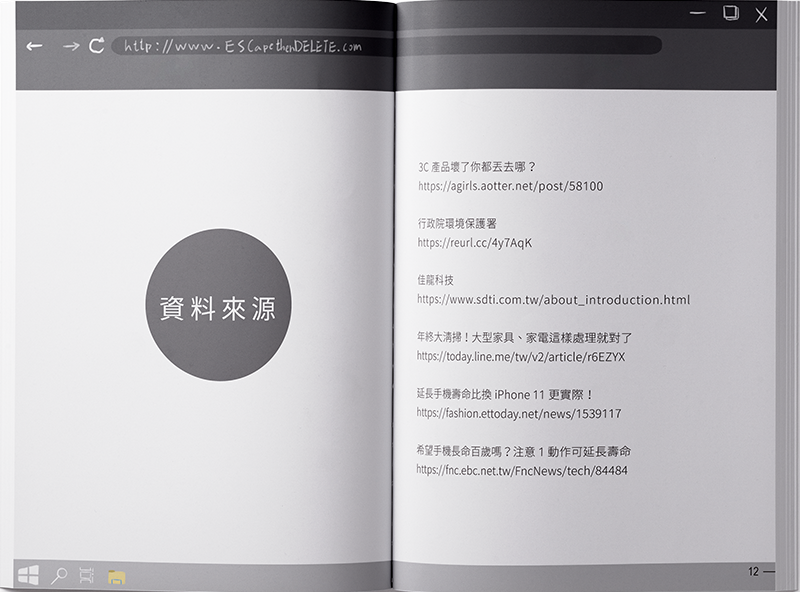 http://www.ESCapethenDELETE.com
資料來源
3C 產品壞了你都丟去哪？
https://agirls.aotter.net/post/58100
行政院環境保護署
https://reurl.cc/4y7AqK
佳龍科技
https://www.sdti.com.tw/about_introduction.html
年終大清掃！大型家具、家電這樣處理就對了
https://today.line.me/tw/v2/article/r6EZYX
延長手機壽命比換 iPhone 11 更實際！
https://fashion.ettoday.net/news/1539117
希望手機長命百歲嗎？注意 1 動作可延長壽命
https://fnc.ebc.net.tw/FncNews/tech/84484
12